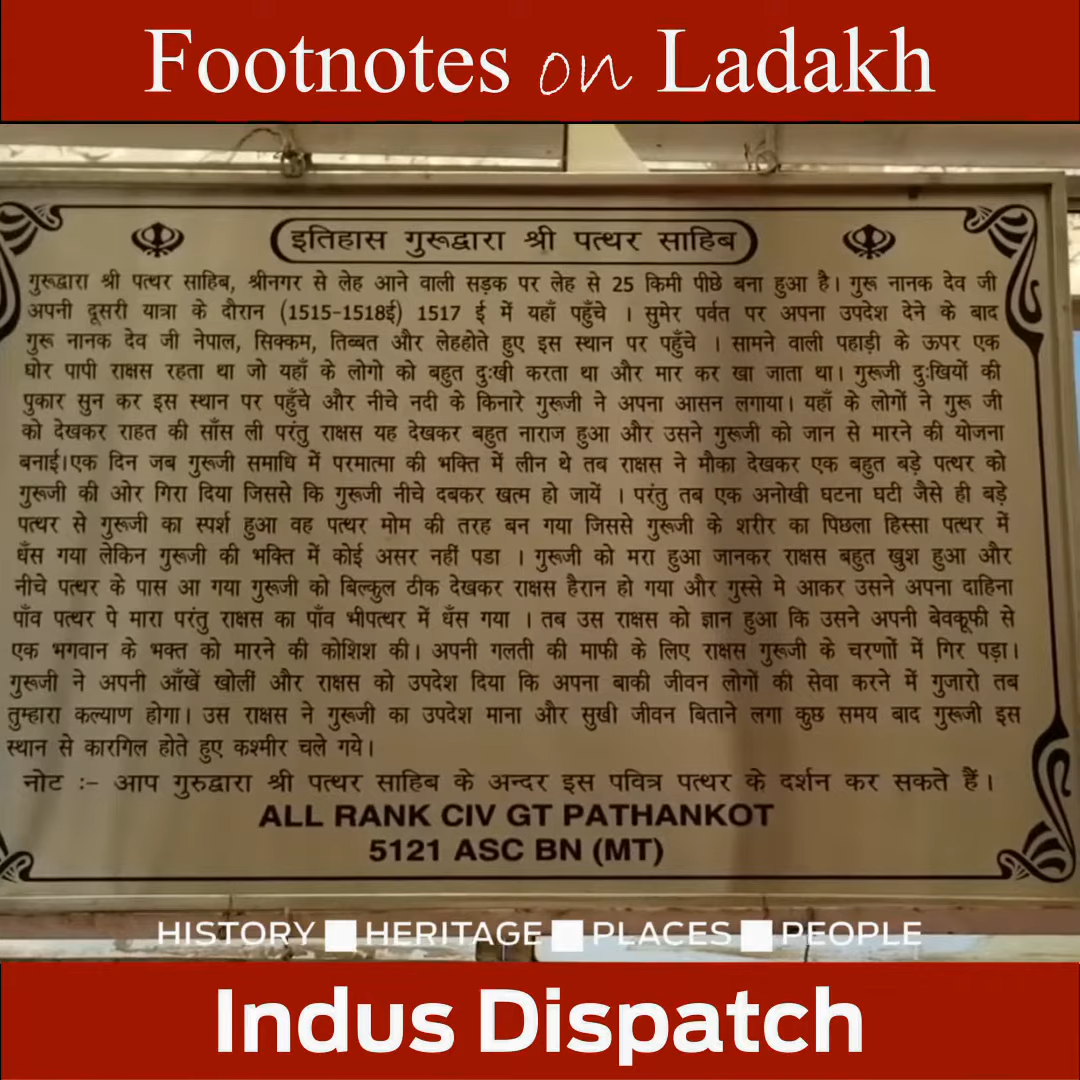 Footnotes on Ladakh
इतिहास गुरूद्वारा श्री पत्थर साहिब
गुरूद्वारा श्री पत्थर साहिब, श्रीनगर से लेह आने वाली सड़क पर लेह से 25 किमी पीछे बना हुआ है। गुरू नानक देव जी
अपनी दूसरी यात्रा के दौरान (1515-1518ई) 1517 ई में यहाँ पहुँचे । सुमेर पर्वत पर अपना उपदेश देने के बाद
गुरू नानक देव जी नेपाल, सिक्कम, तिब्बत और लेहहोते हुए इस स्थान पर पहुँचे । सामने वाली पहाड़ी के ऊपर एक
घोर पापी राक्षस रहता था जो यहाँ के लोगो को बहुत दुःखी करता था और मार कर खा जाता था। गुरूजी दुःखियों की
पुकार सुन कर इस स्थान पर पहुँचे और नीचे नदी के किनारे गुरूजी ने अपना आसन लगाया। यहाँ के लोगों ने गुरू जी
को देखकर राहत की साँस ली परंतु राक्षस यह देखकर बहुत नाराज हुआ और उसने गुरूजी को जान से मारने की योजना
बनाई।एक दिन जब गुरूजी समाधि में परमात्मा की भक्ति में लीन थे तब राक्षस ने मौका देखकर एक बहुत बड़े पत्थर को
गुरूजी की ओर गिरा दिया जिससे कि गुरूजी नीचे दबकर खत्म हो जायें । परंतु तब एक अनोखी घटना घटी जैसे ही बड़े
पत्थर से गुरूजी का स्पर्श हुआ वह पत्थर मोम की तरह बन गया जिससे गुरूजी के शरीर का पिछला हिस्सा पत्थर में
धँस गया लेकिन गुरूजी की भक्ति में कोई असर नहीं पडा । गुरूजी को मरा हुआ जानकर राक्षस बहुत खुश हुआ और
नीचे पत्थर के पास आ गया गुरूजी को बिल्कुल ठीक देखकर राक्षस हैरान हो गया और गुस्से मे आकर उसने अपना दाहिना
पाँव पत्थर पे मारा परंतु राक्षस का पाँव भीपत्थर में धँस गया । तब उस राक्षस को ज्ञान हुआ कि उसने अपनी बेवकूफी से
एक भगवान के भक्त को मारने की कोशिश की। अपनी गलती की माफी के लिए राक्षस गुरूजी के चरणों में गिर पड़ा।
गुरूजी ने अपनी आँखें खोलीं और राक्षस को उपदेश दिया कि अपना बाकी जीवन लोगों की सेवा करने में गुजारो तब
तुम्हारा कल्याण होगा। उस राक्षस ने गुरूजी का उपदेश माना और सुखी जीवन बिताने लगा कुछ समय बाद गुरूजी इस
स्थान से कारगिल होते हुए कश्मीर चले गये।
नोट :- आप गुरुद्वारा श्री पत्थर साहिब के अन्दर इस पवित्र पत्थर के दर्शन कर सकते हैं।
ALL RANK CIV GT PATHANKOT
5121 ASC BN (MT)
HISTORY HERITAGE PLACES PEOPLE
Indus Dispatch